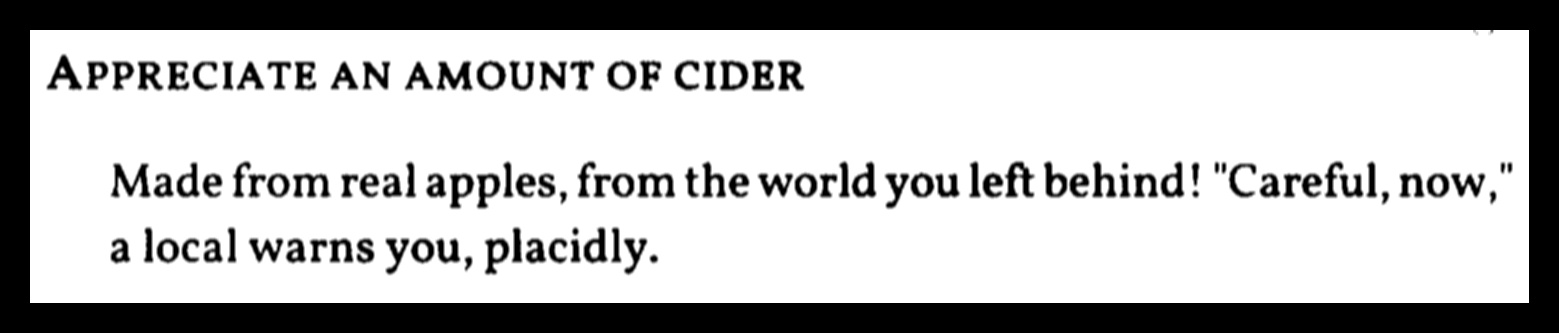 APPRECIATE AN AMOUNT OF CIDER
Made from real apples, from the world you left behind! "Careful, now,"
a local warns you, placidly.